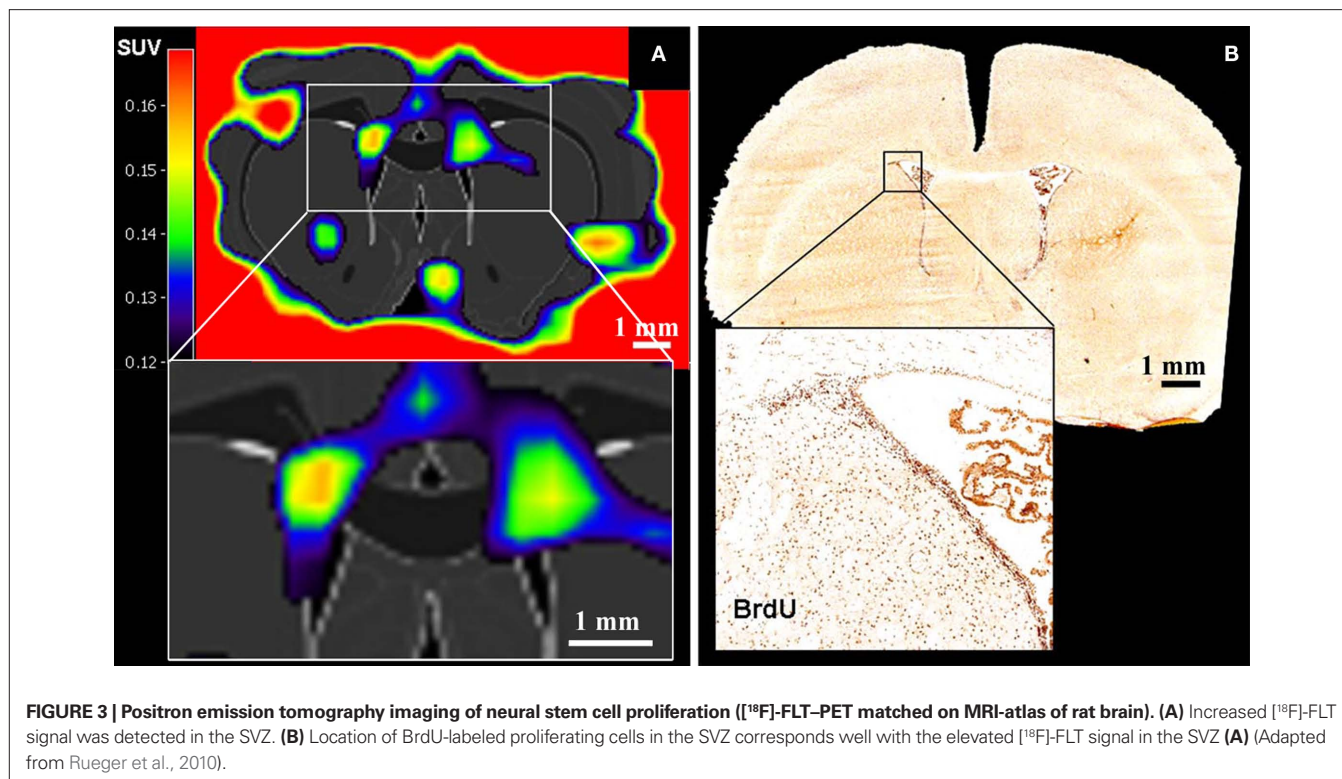 SUV
A
B
0.16
0.15
0.14
0.13
0.12
1 mm
1 mm
1 mm
BrdU
FIGURE 3 | Positron emission tomography imaging of neural stem cell proliferation ([¹⁸F]-FLT–PET matched on MRI-atlas of rat brain). (A) Increased [¹⁸F]-FLT
signal was detected in the SVZ. (B) Location of BrdU-labeled proliferating cells in the SVZ corresponds well with the elevated [¹⁸F]-FLT signal in the SVZ (A) (Adapted
from Rueger et al., 2010).